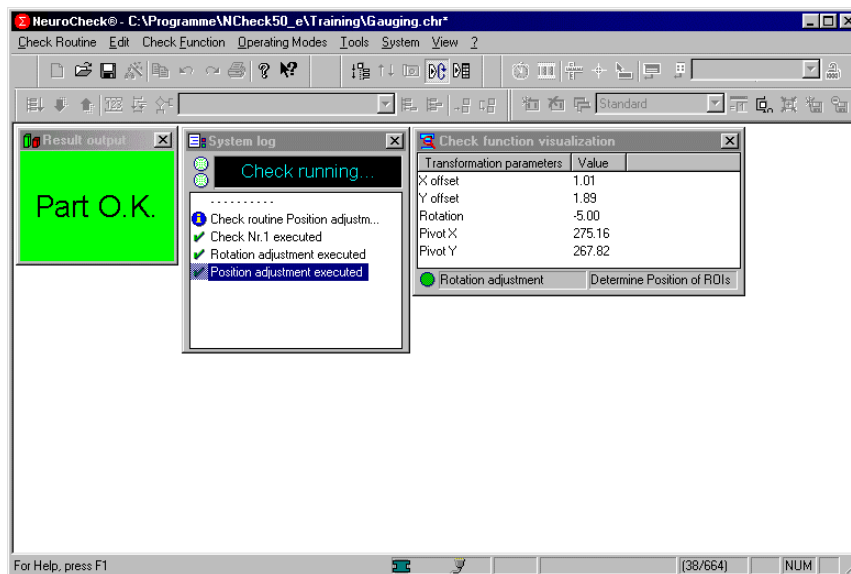 NeuroCheck® - C:\Programme\NCheck50_e\Training\Gauging.chr*
Check Routine Edit Check Function Operating Modes Tools System View ?
Standard
Result output
Part O.K.
System log
Check running...
----------
Check routine Position adjustm...
Check Nr.1 executed
Rotation adjustment executed
Position adjustment executed
Check function visualization
Transformation parameters Value
X offset 1.01
Y offset 1.89
Rotation -5.00
Pivot X 275.16
Pivot Y 267.82
Rotation adjustment Determine Position of ROIs
For Help, press F1 (38/664) NUM